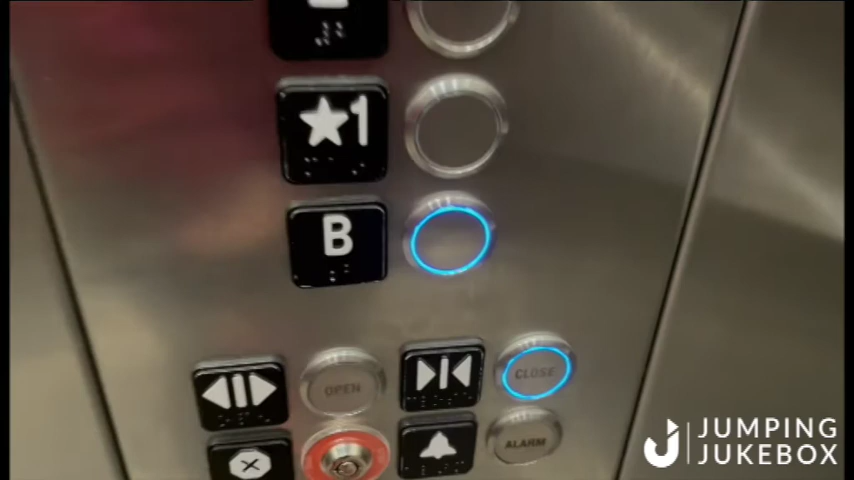 ★1
B
OPEN
CLOSE
ALARM
JUMPING
JUKEBOX